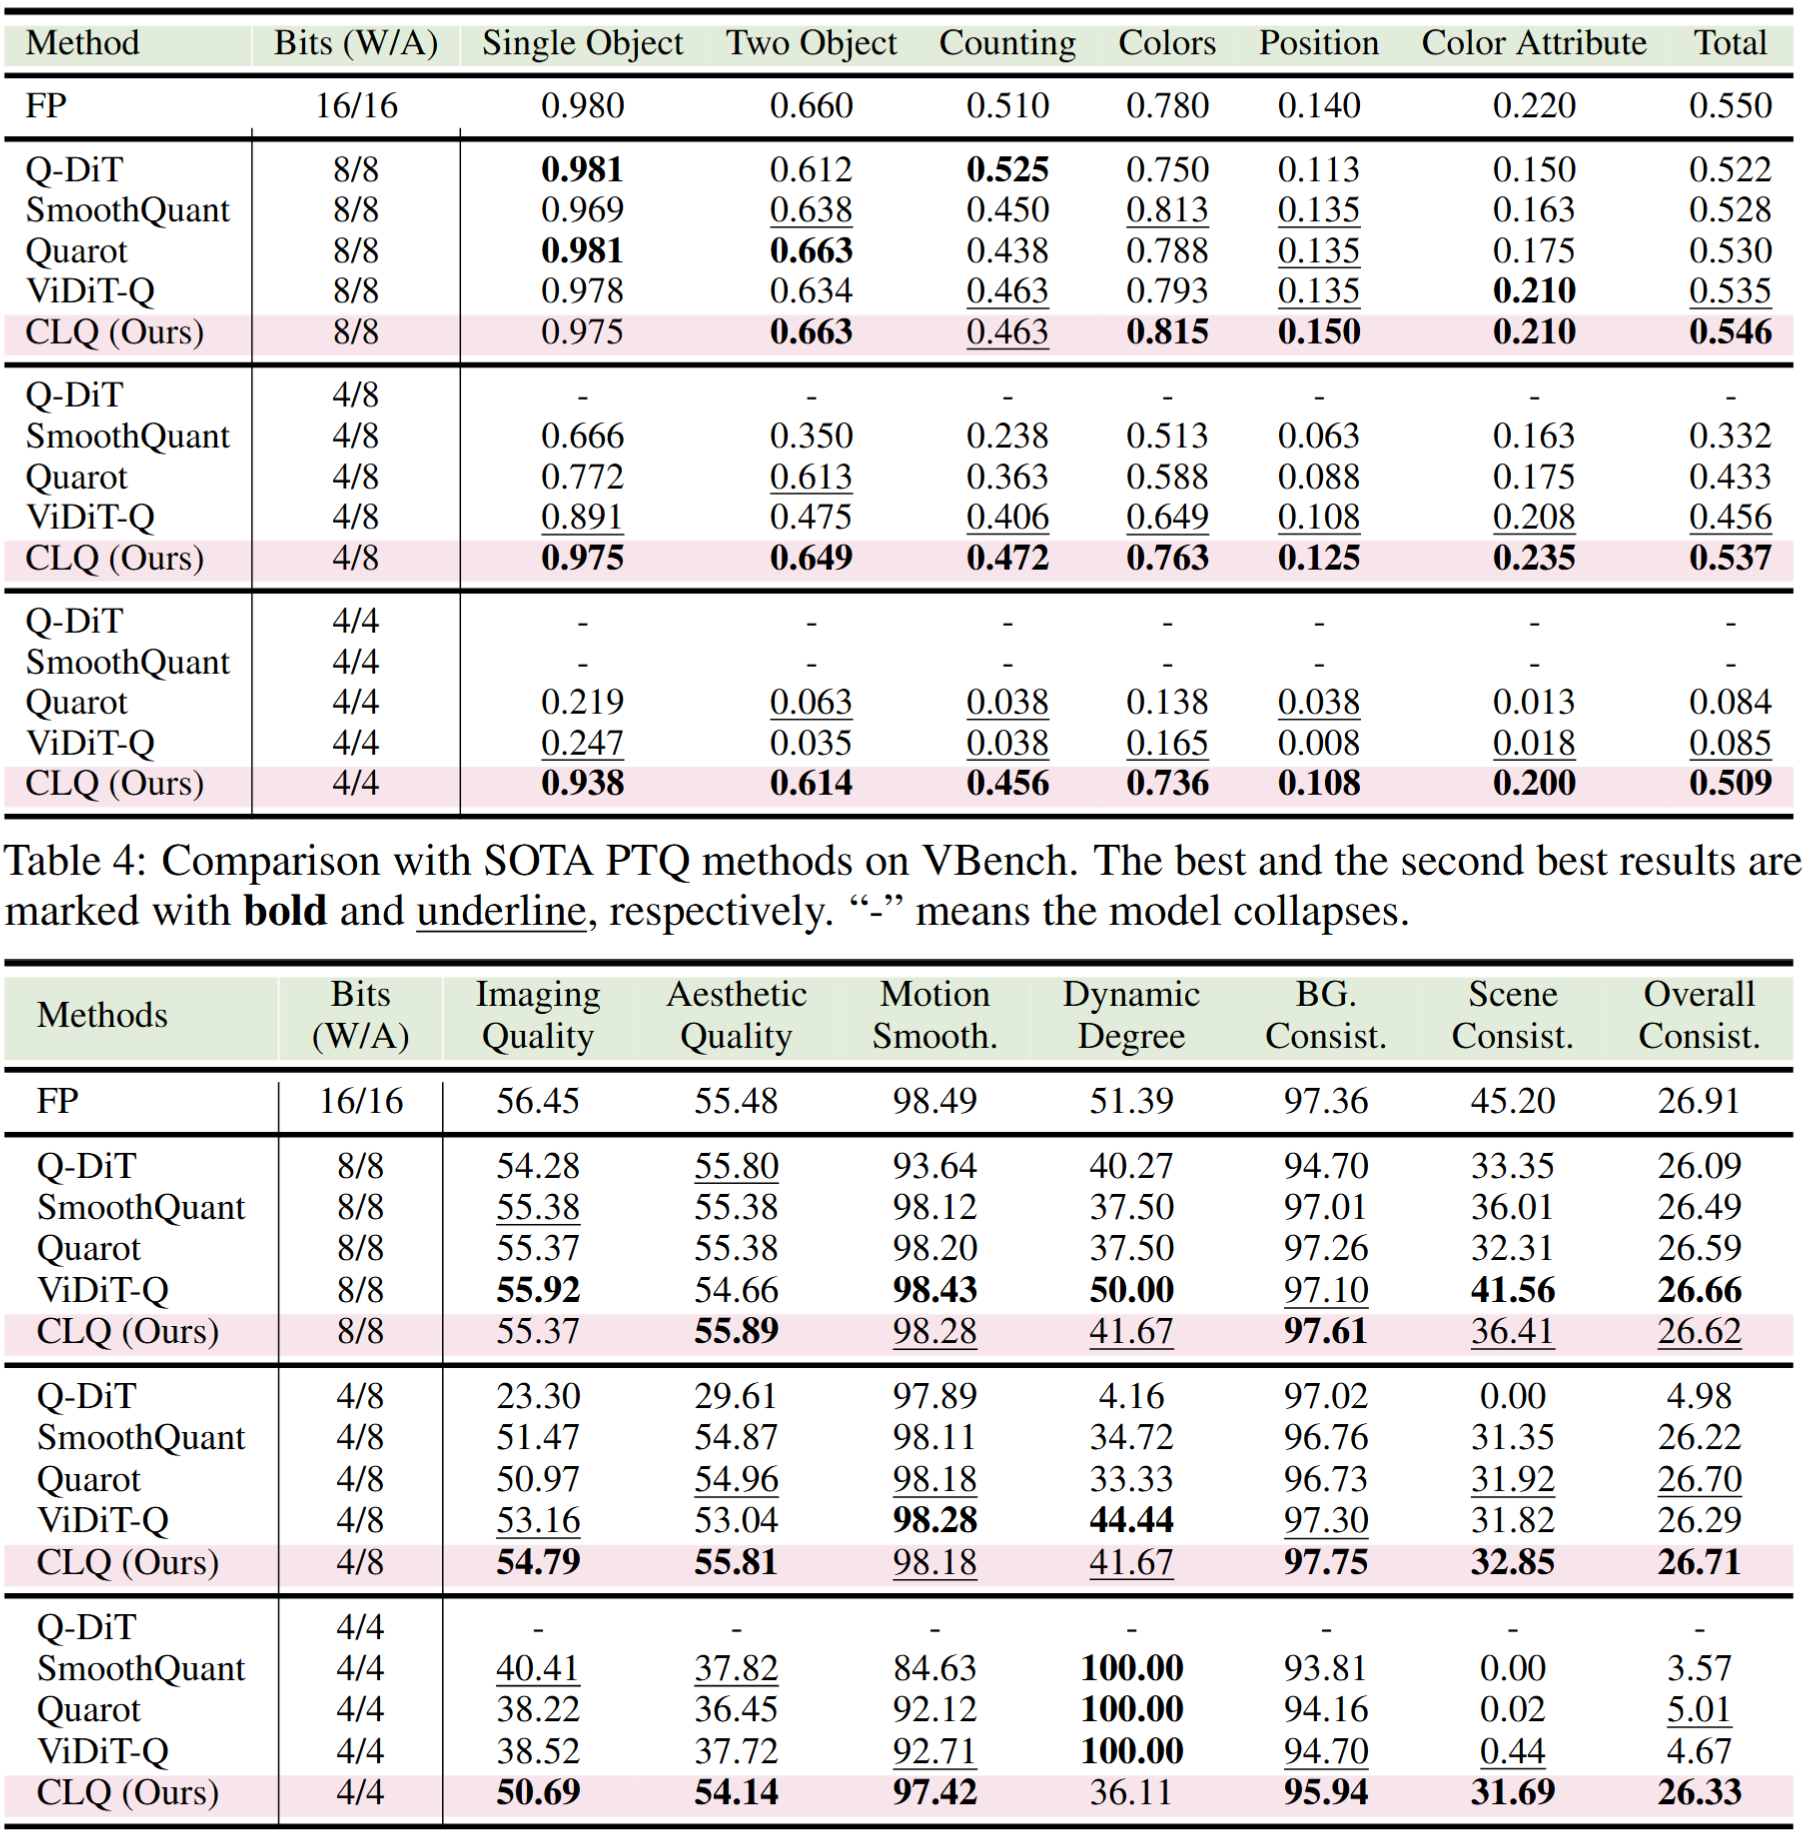 Method Bits (W/A) Single Object Two Object Counting Colors Position Color Attribute Total
FP 16/16 0.980 0.660 0.510 0.780 0.140 0.220 0.550
Q-DiT 8/8 0.981 0.612 0.525 0.750 0.113 0.150 0.522
SmoothQuant 8/8 0.969 0.638 0.450 0.813 0.135 0.163 0.528
Quarot 8/8 0.981 0.663 0.438 0.788 0.135 0.175 0.530
ViDiT-Q 8/8 0.978 0.634 0.463 0.793 0.135 0.210 0.535
CLQ (Ours) 8/8 0.975 0.663 0.463 0.815 0.150 0.210 0.546
Q-DiT 4/8 - - - - - - -
SmoothQuant 4/8 0.666 0.350 0.238 0.513 0.063 0.163 0.332
Quarot 4/8 0.772 0.613 0.363 0.588 0.088 0.175 0.433
ViDiT-Q 4/8 0.891 0.475 0.406 0.649 0.108 0.208 0.456
CLQ (Ours) 4/8 0.975 0.649 0.472 0.763 0.125 0.235 0.537
Q-DiT 4/4 - - - - - - -
SmoothQuant 4/4 - - - - - - -
Quarot 4/4 0.219 0.063 0.038 0.138 0.038 0.013 0.084
ViDiT-Q 4/4 0.247 0.035 0.038 0.165 0.008 0.018 0.085
CLQ (Ours) 4/4 0.938 0.614 0.456 0.736 0.108 0.200 0.509
Table 4: Comparison with SOTA PTQ methods on VBench. The best and the second best results are
marked with bold and underline, respectively. “-” means the model collapses.
Methods Bits (W/A) Imaging Quality Aesthetic Quality Motion Smooth. Dynamic Degree BG. Consist. Scene Consist. Overall Consist.
FP 16/16 56.45 55.48 98.49 51.39 97.36 45.20 26.91
Q-DiT 8/8 54.28 55.80 93.64 40.27 94.70 33.35 26.09
SmoothQuant 8/8 55.38 55.38 98.12 37.50 97.01 36.01 26.49
Quarot 8/8 55.37 55.38 98.20 37.50 97.26 32.31 26.59
ViDiT-Q 8/8 55.92 54.66 98.43 50.00 97.10 41.56 26.66
CLQ (Ours) 8/8 55.37 55.89 98.28 41.67 97.61 36.41 26.62
Q-DiT 4/8 23.30 29.61 97.89 4.16 97.02 0.00 4.98
SmoothQuant 4/8 51.47 54.87 98.11 34.72 96.76 31.35 26.22
Quarot 4/8 50.97 54.96 98.18 33.33 96.73 31.92 26.70
ViDiT-Q 4/8 53.16 53.04 98.28 44.44 97.30 31.82 26.29
CLQ (Ours) 4/8 54.79 55.81 98.18 41.67 97.75 32.85 26.71
Q-DiT 4/4 - - - - - - -
SmoothQuant 4/4 40.41 37.82 84.63 100.00 93.81 0.00 3.57
Quarot 4/4 38.22 36.45 92.12 100.00 94.16 0.02 5.01
ViDiT-Q 4/4 38.52 37.72 92.71 100.00 94.70 0.44 4.67
CLQ (Ours) 4/4 50.69 54.14 97.42 36.11 95.94 31.69 26.33